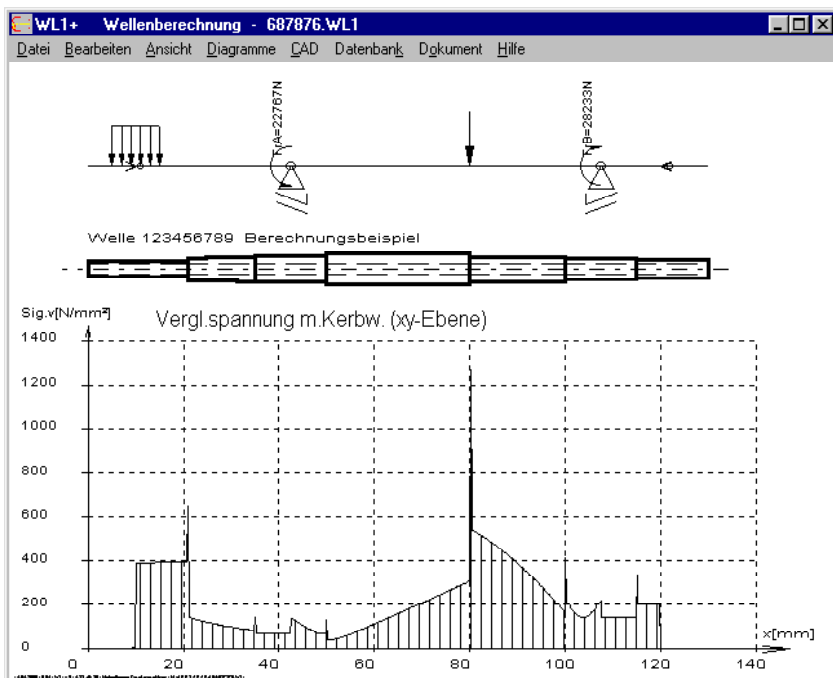 WL1+ Wellenberechnung - 687876.WL1
Datei Bearbeiten Ansicht Diagramme CAD Datenbank Dokument Hilfe
FrA=22767N
FrB=28233N
Welle 123456789 Berechnungsbeispiel
Sig.v[N/mm²]
Vergl.spannung m.Kerbw. (xy-Ebene)
1400
1200
1000
800
600
400
200
0
x[mm]
0 20 40 60 80 100 120 140